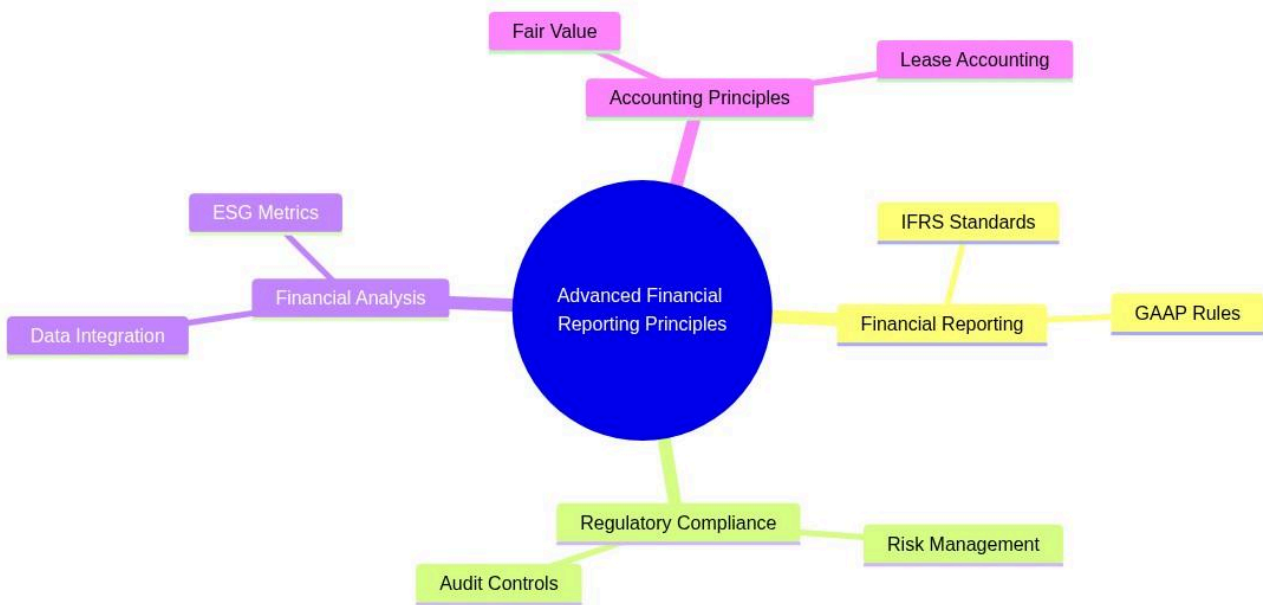 Fair Value
Lease Accounting
Accounting Principles
ESG Metrics
IFRS Standards
Financial Analysis
Advanced Financial
Reporting Principles
GAAP Rules
Financial Reporting
Data Integration
Regulatory Compliance
Risk Management
Audit Controls